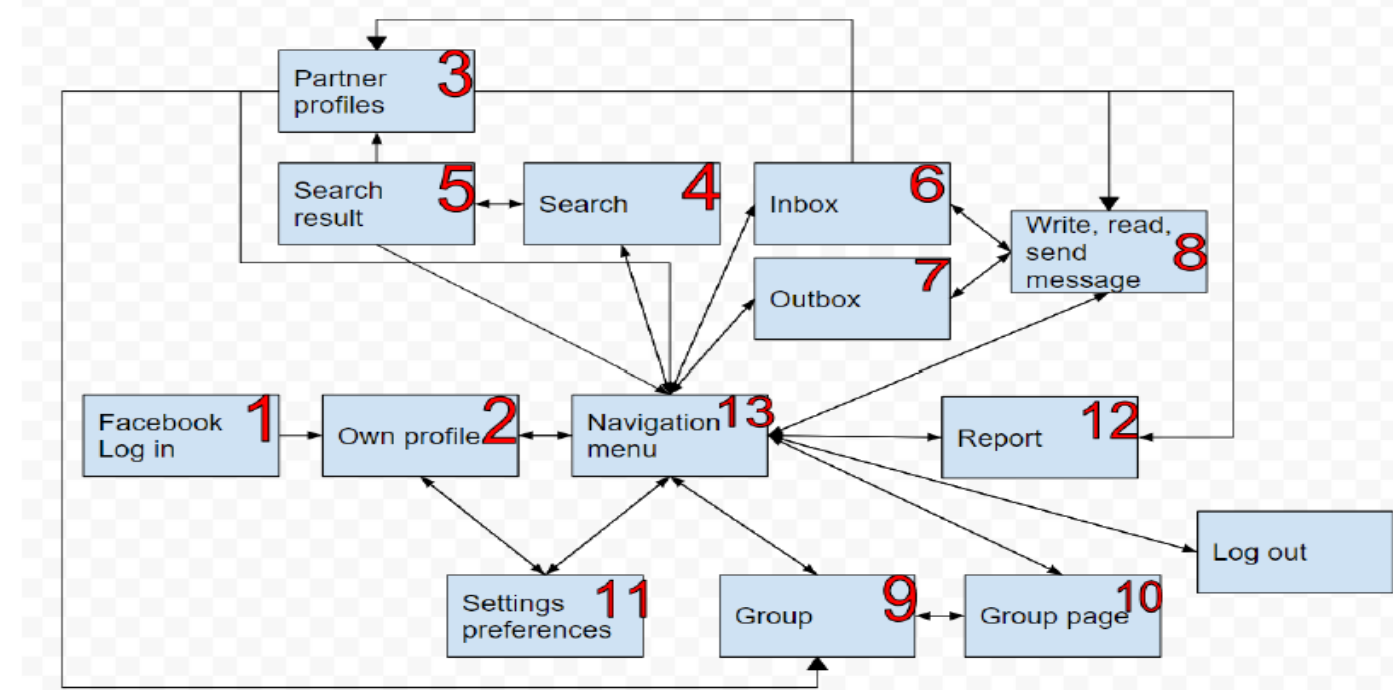 Partner
profiles
3
Search
result
5
Search
4
Inbox
6
Write, read,
send
message
8
Outbox
7
Facebook
Log in
1
Own profile
2
Navigation
menu
13
Report
12
Log out
Settings
preferences
11
Group
9
Group page
10